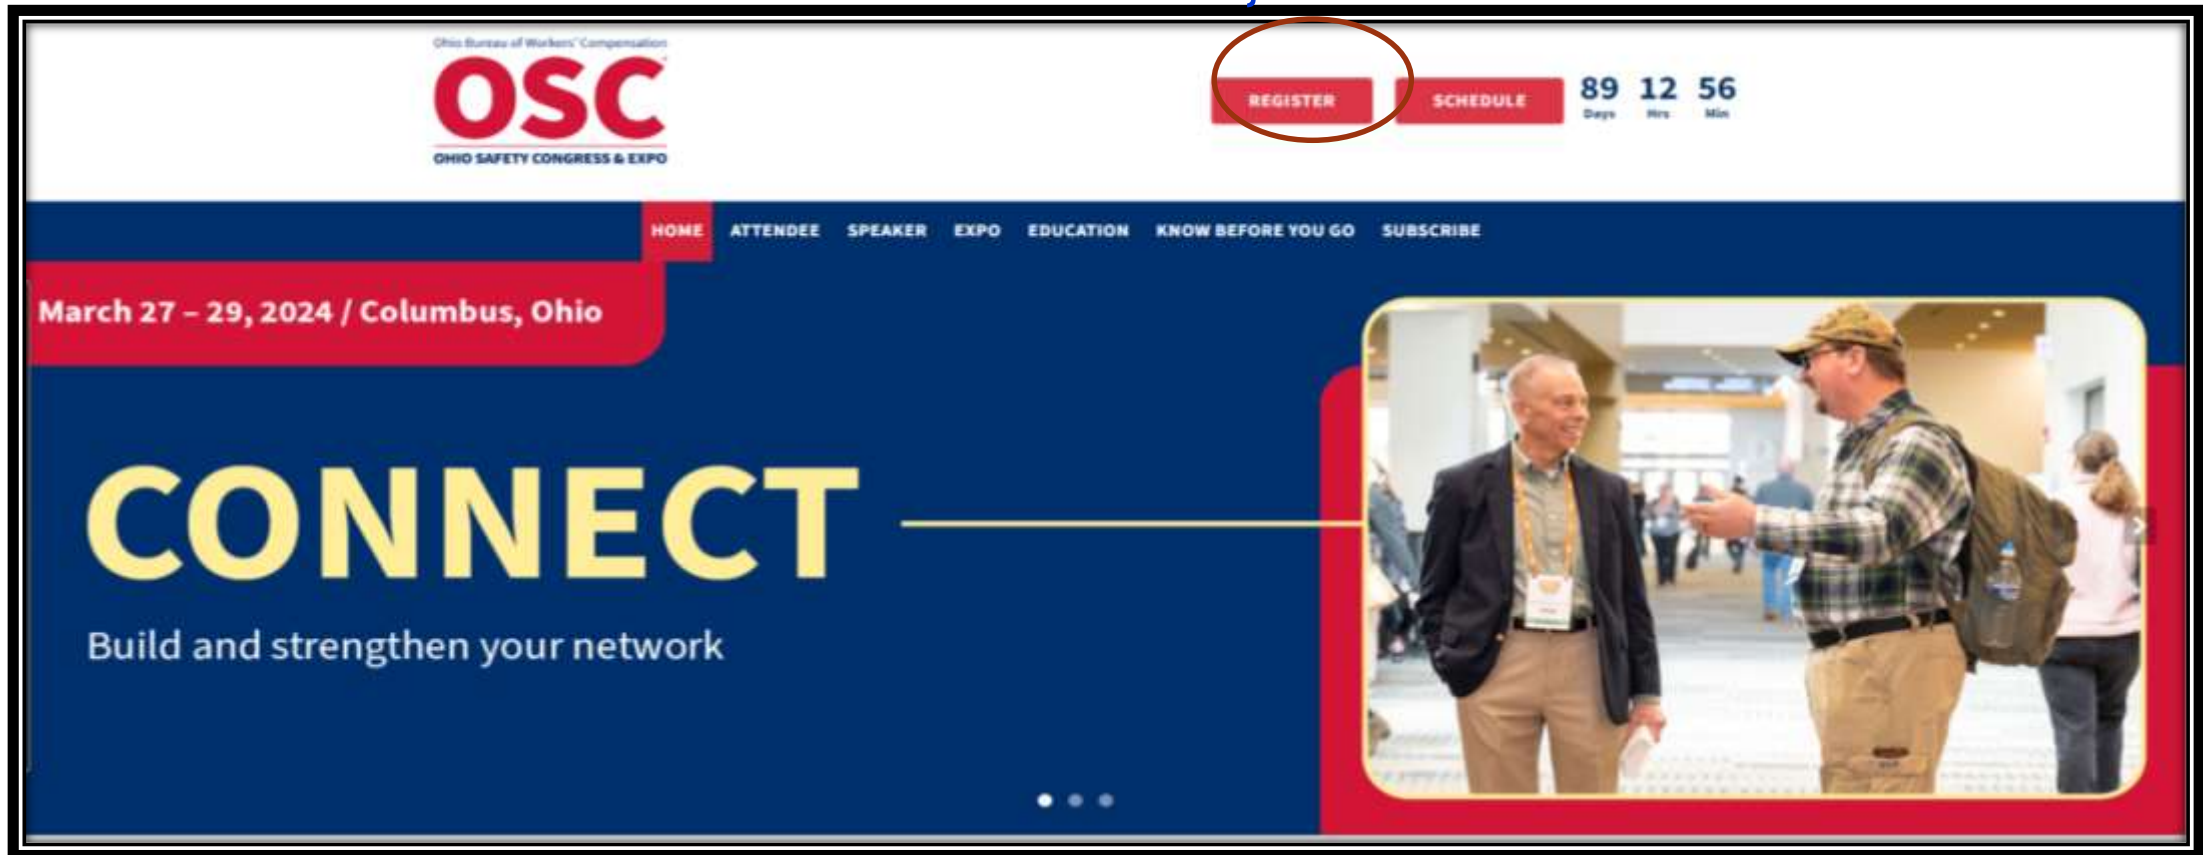 Ohio Bureau of Workers' Compensation
OSC
OHIO SAFETY CONGRESS & EXPO
REGISTER
SCHEDULE
89 12 56
Days Hrs Min
HOME ATTENDEE SPEAKER EXPO EDUCATION KNOW BEFORE YOU GO SUBSCRIBE
March 27 – 29, 2024 / Columbus, Ohio
CONNECT
Build and strengthen your network